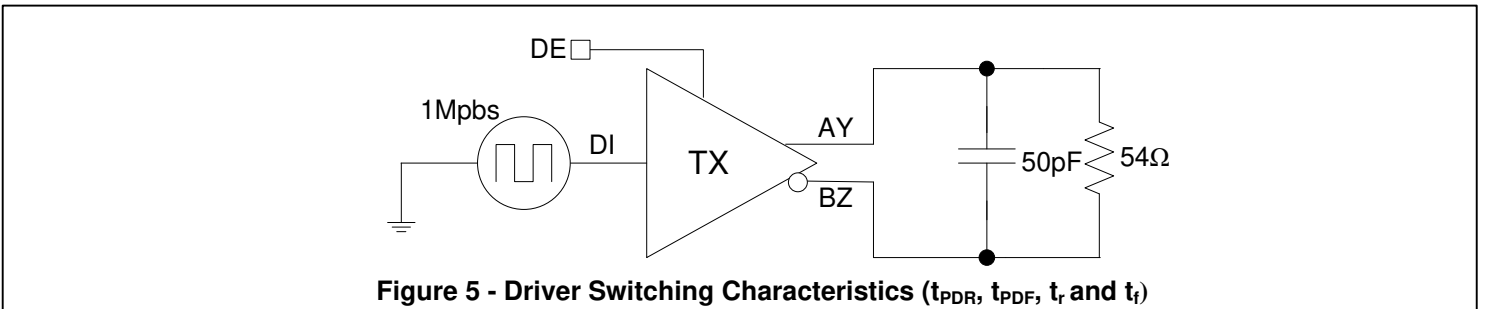 DE
1Mpbs
DI
TX
AY
BZ
50pF
54Ω
Figure 5 - Driver Switching Characteristics (tPDR, tPDF, tr and tf)